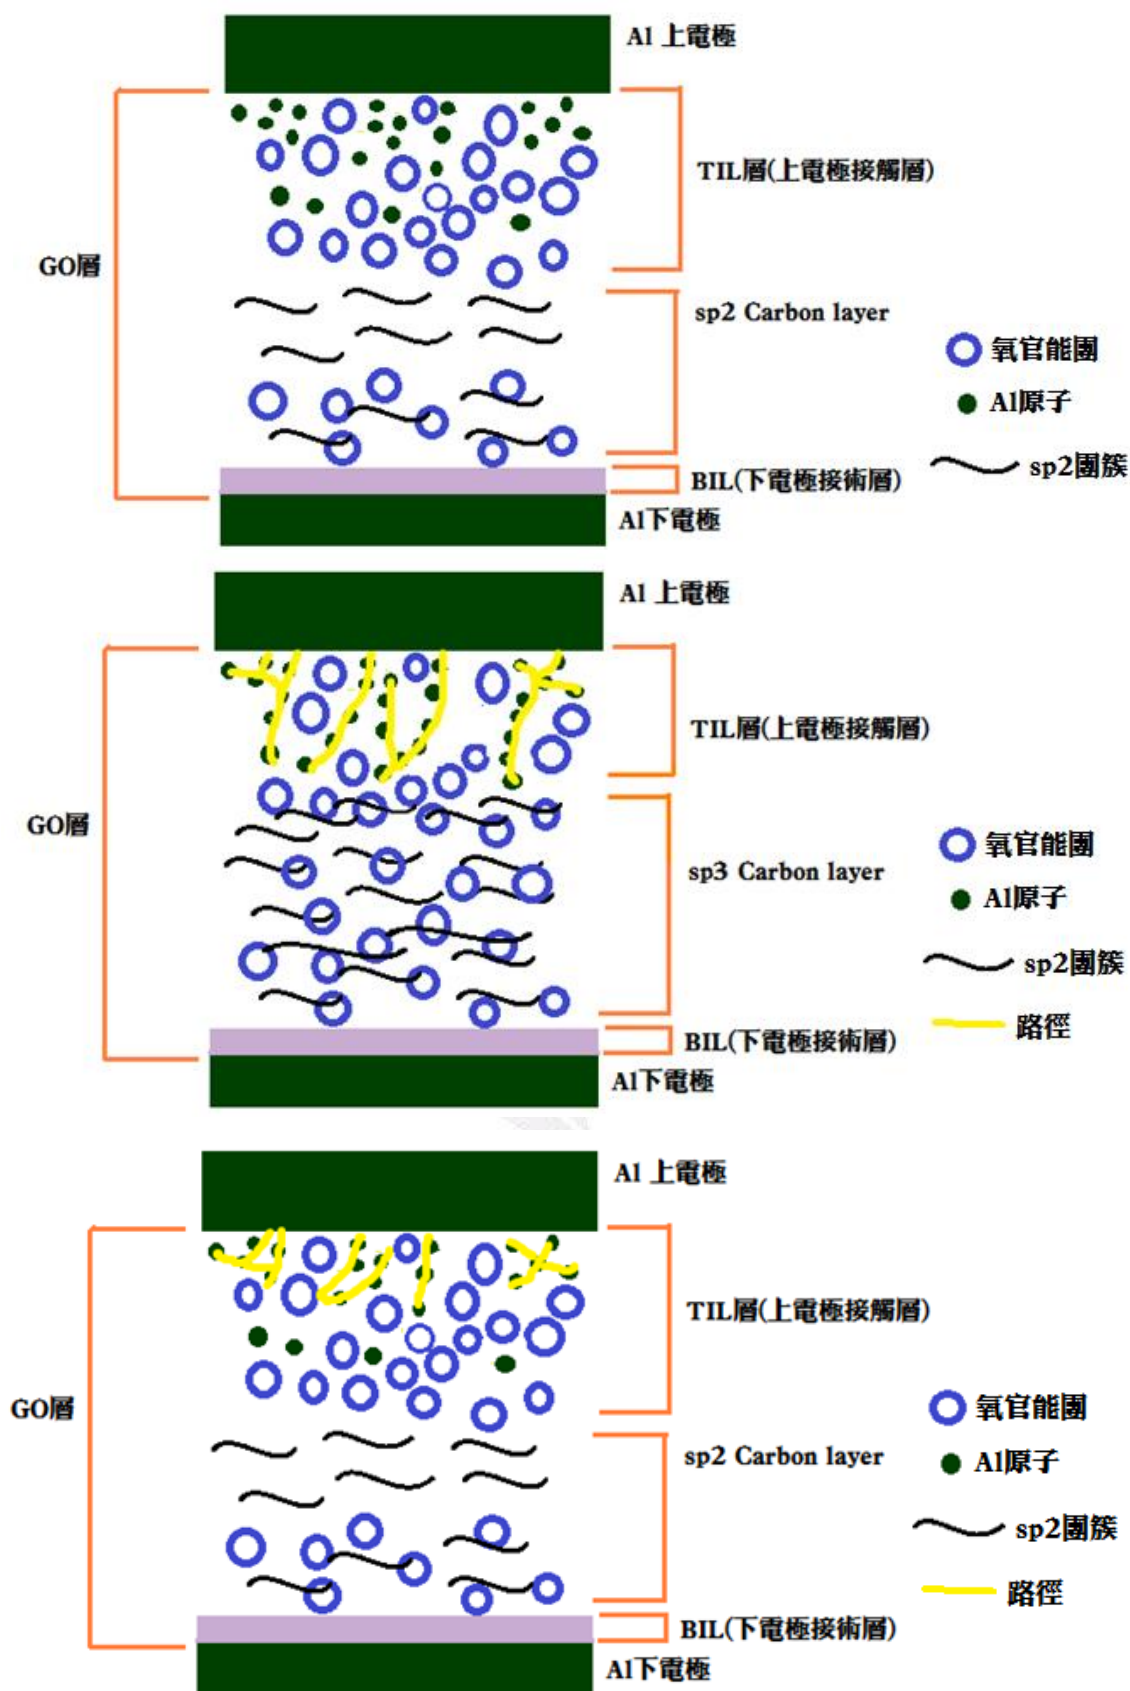 Al 上電極
TIL層(上電極接觸層)
GO層
sp2 Carbon layer
氧官能團
Al原子
sp2團簇
BIL(下電極接術層)
Al下電極
Al 上電極
TIL層(上電極接觸層)
GO層
sp3 Carbon layer
氧官能團
Al原子
sp2團簇
路徑
BIL(下電極接術層)
Al下電極
Al 上電極
TIL層(上電極接觸層)
GO層
sp2 Carbon layer
氧官能團
Al原子
sp2團簇
路徑
BIL(下電極接術層)
Al下電極